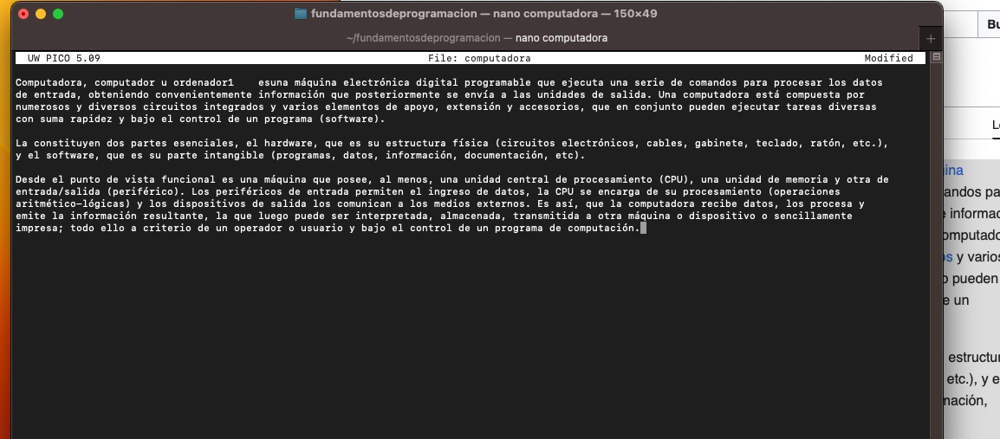 fundamentosdeprogramacion — nano computadora — 150×49
~/fundamentosdeprogramacion — nano computadora
+
UW PICO 5.09 File: computadora Modified
Computadora, computador u ordenador1 esuna máquina electrónica digital programable que ejecuta una serie de comandos para procesar los datos
de entrada, obteniendo convenientemente información que posteriormente se envía a las unidades de salida. Una computadora está compuesta por
numerosos y diversos circuitos integrados y varios elementos de apoyo, extensión y accesorios, que en conjunto pueden ejecutar tareas diversas
con suma rapidez y bajo el control de un programa (software).
La constituyen dos partes esenciales, el hardware, que es su estructura física (circuitos electrónicos, cables, gabinete, teclado, ratón, etc.),
y el software, que es su parte intangible (programas, datos, información, documentación, etc).
Desde el punto de vista funcional es una máquina que posee, al menos, una unidad central de procesamiento (CPU), una unidad de memoria y otra de
entrada/salida (periférico). Los periféricos de entrada permiten el ingreso de datos, la CPU se encarga de su procesamiento (operaciones
aritmético-lógicas) y los dispositivos de salida los comunican a los medios externos. Es así, que la computadora recibe datos, los procesa y
emite la información resultante, la que luego puede ser interpretada, almacenada, transmitida a otra máquina o dispositivo o sencillamente
impresa; todo ello a criterio de un operador o usuario y bajo el control de un programa de computación.
y varios
pueden
e un
estructur
etc.), y e
mación,